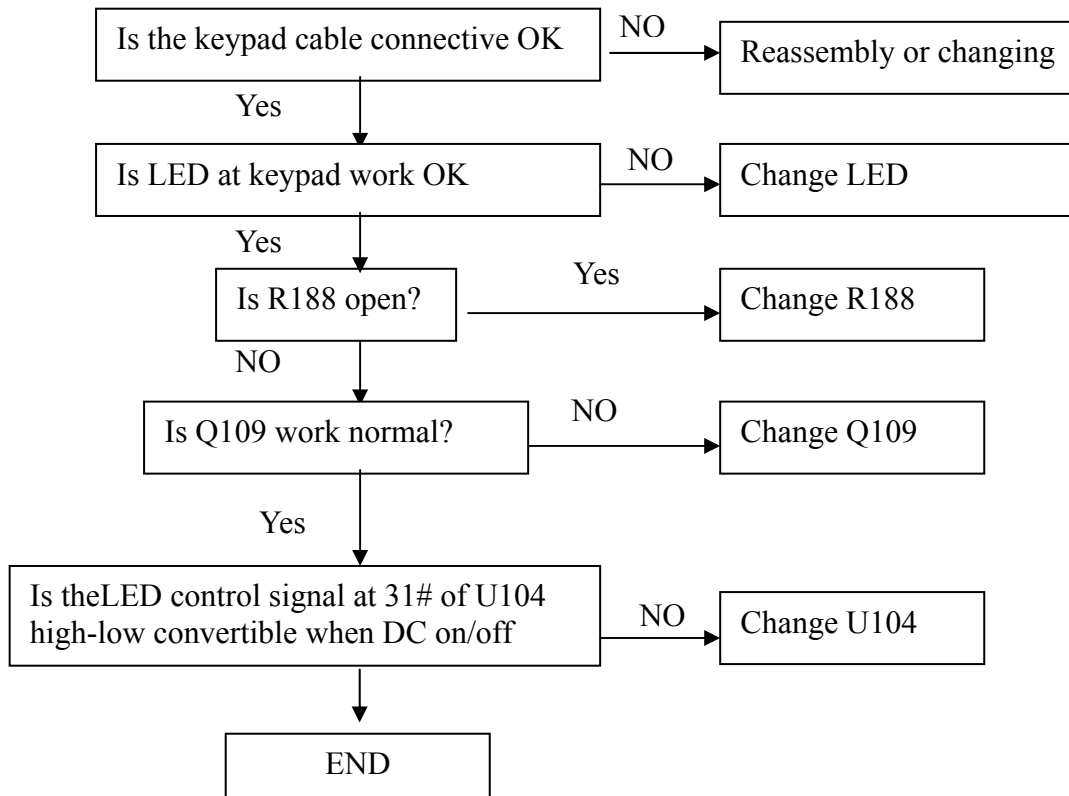 Is the keypad cable connective OK
NO
Reassembly or changing
Yes
Is LED at keypad work OK
NO
Change LED
Yes
Is R188 open?
Yes
Change R188
NO
Is Q109 work normal?
NO
Change Q109
Yes
Is theLED control signal at 31# of U104
high-low convertible when DC on/off
NO
Change U104
END